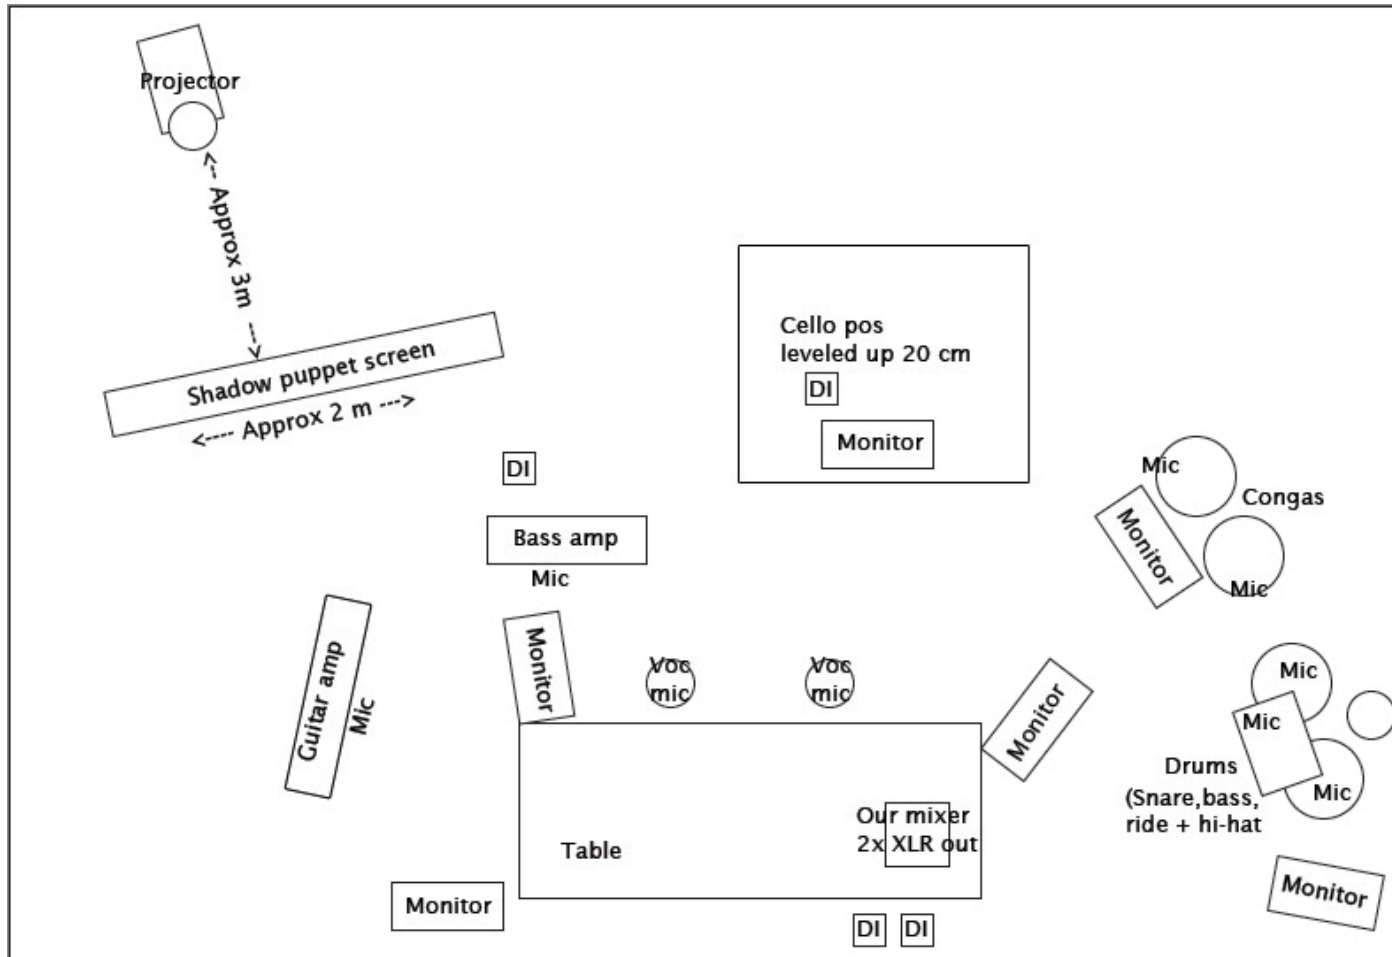 Projector
<-- Approx 3m --->
Shadow puppet screen
<---- Approx 2 m --->
Cello pos
leveled up 20 cm
DI
Monitor
DI
Bass amp
Mic
Mic
Congas
Monitor
Mic
Guitar amp
Mic
Monitor
Voc
mic
Voc
mic
Monitor
Mic
Mic
Mic
Drums
(Snare,bass,
ride + hi-hat
Our mixer
2x XLR out
Table
Monitor
Monitor
DI
DI